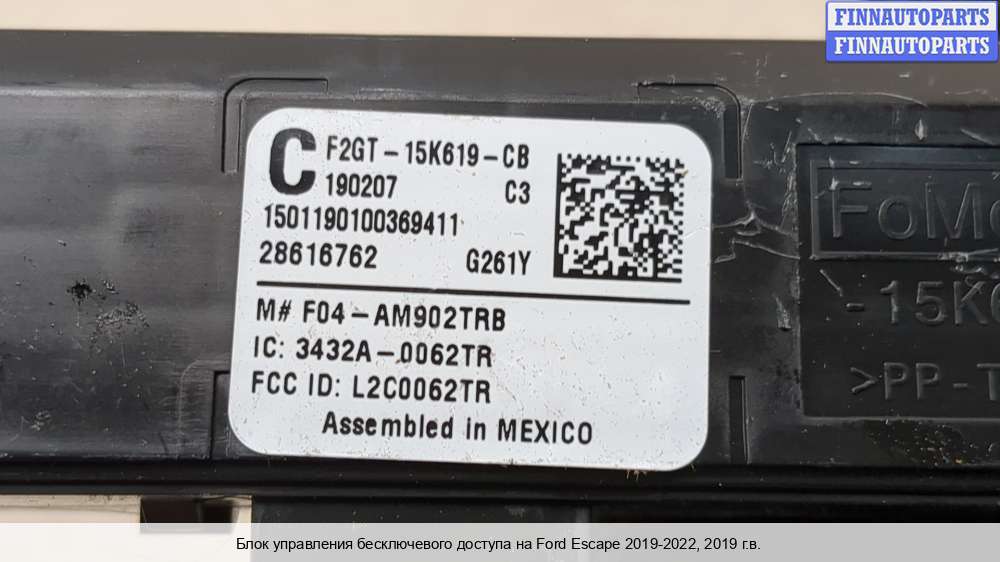 FINNAUTOPARTS
FINNAUTOPARTS
C F2GT-15K619-CB
190207 C3
1501190100369411
28616762 G261Y
M# F04-AM902TRB
IC: 3432A-0062TR
FCC ID: L2C0062TR
Assembled in MEXICO
>PP-T
Блок управления бесключевого доступа на Ford Escape 2019-2022, 2019 г.в.